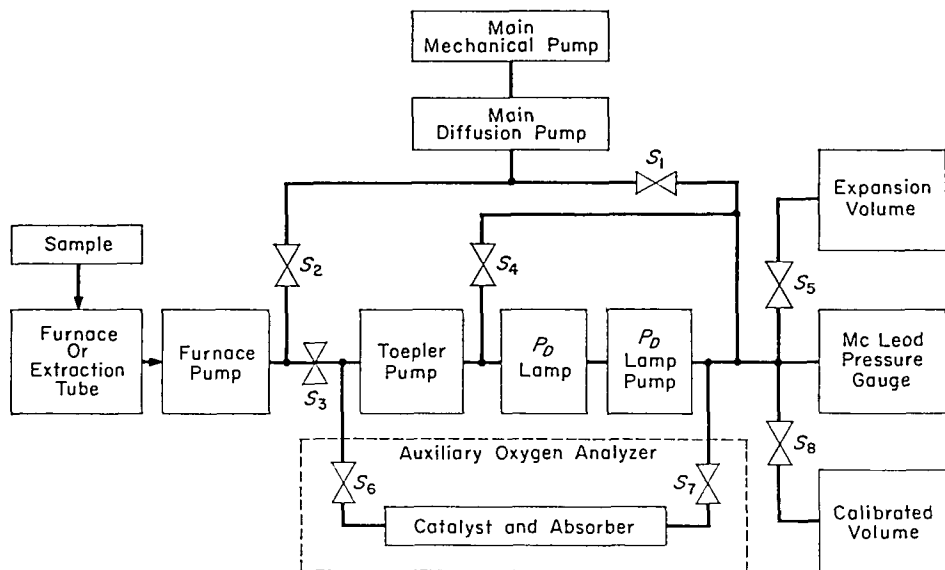 Main
Mechanical Pump
Main
Diffusion Pump
S1
Expansion
Volume
Sample
S2
S4
S5
Furnace
Or
Extraction
Tube
Furnace
Pump
S3
Toepler
Pump
PD
Lamp
PD
Lamp
Pump
Mc Leod
Pressure
Gauge
Auxiliary Oxygen Analyzer
S6
S7
S8
Catalyst and Absorber
Calibrated
Volume